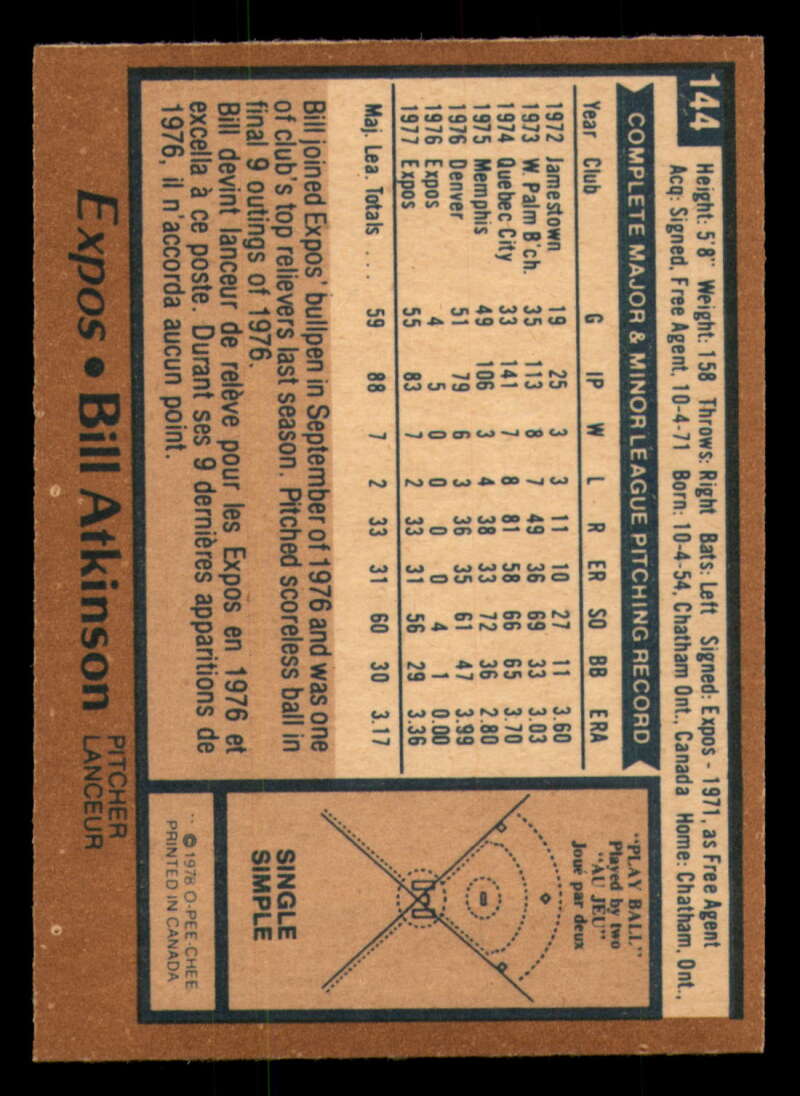 144
Height: 5'8" Weight: 158 Throws: Right Bats: Left Signed: Expos - 1971, as Free Agent
Acq: Signed, Free Agent, 10-4-71 Born: 10-4-54, Chatham Ont., Canada Home: Chatham, Ont.,
COMPLETE MAJOR & MINOR LEAGUE PITCHING RECORD
Year Club G IP W L R ER SO BB ERA
1972 Jamestown 19 25 3 3 11 10 27 11 3.60
1973 W. Palm B'ch. 35 113 8 7 49 36 69 33 3.03
1974 Quebec City 33 141 7 8 81 58 66 65 3.70
1975 Memphis 49 106 3 4 38 33 72 36 2.80
1976 Denver 51 79 6 3 36 35 61 47 3.99
1976 Expos 4 5 0 0 0 0 4 1 0.00
1977 Expos 55 83 7 2 33 31 56 29 3.36
Maj. Lea. Totals .... 59 88 7 2 33 31 60 30 3.17
Bill joined Expos' bullpen in September of 1976 and was one
of club's top relievers last season. Pitched scoreless ball in
final 9 outings of 1976.
Bill devint lanceur de relève pour les Expos en 1976 et
excella à ce poste. Durant ses 9 dernières apparitions de
1976, il n'accorda aucun point.
"PLAY BALL"
Played by two
"AU JEU"
Joué par deux
SINGLE
SIMPLE
© 1978 O-PEE-CHEE
PRINTED IN CANADA
Expos • Bill Atkinson PITCHER
LANCEUR